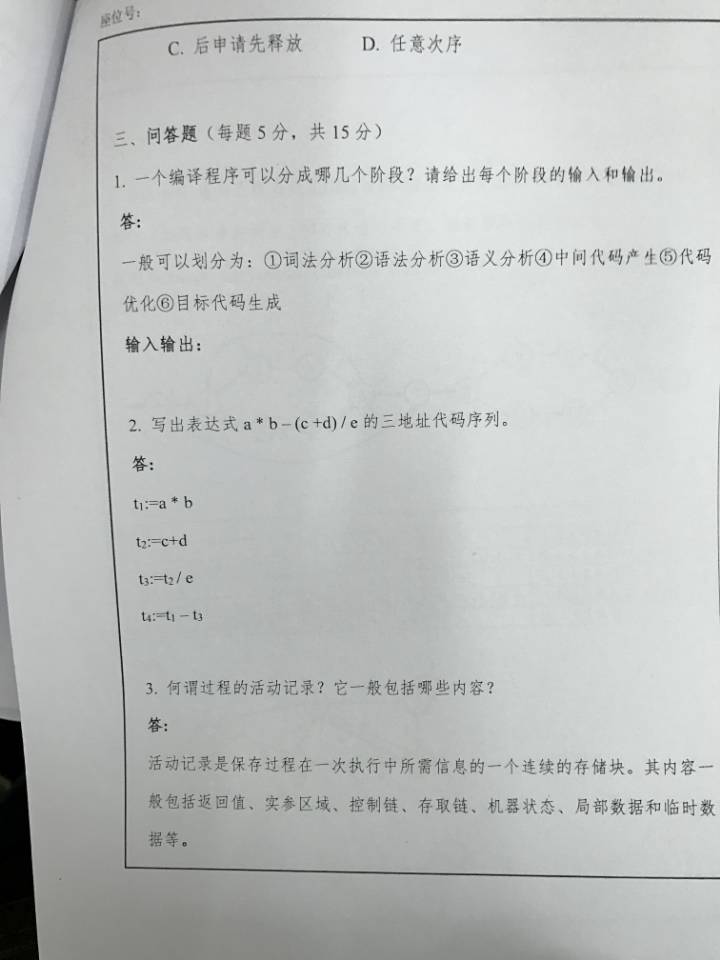 座位号:
C. 后申请先释放 D. 任意次序
三、问答题（每题 5 分，共 15 分）
1. 一个编译程序可以分成哪几个阶段？请给出每个阶段的输入和输出。
答:
一般可以划分为：①词法分析②语法分析③语义分析④中间代码产生⑤代码
优化⑥目标代码生成
输入输出:
2. 写出表达式 a * b – (c +d) / e 的三地址代码序列。
答:
t₁:=a * b
t₂:=c+d
t₃:=t₂ / e
t₄:=t₁ – t₃
3. 何谓过程的活动记录？它一般包括哪些内容？
答:
活动记录是保存过程在一次执行中所需信息的一个连续的存储块。其内容一
般包括返回值、实参区域、控制链、存取链、机器状态、局部数据和临时数
据等。